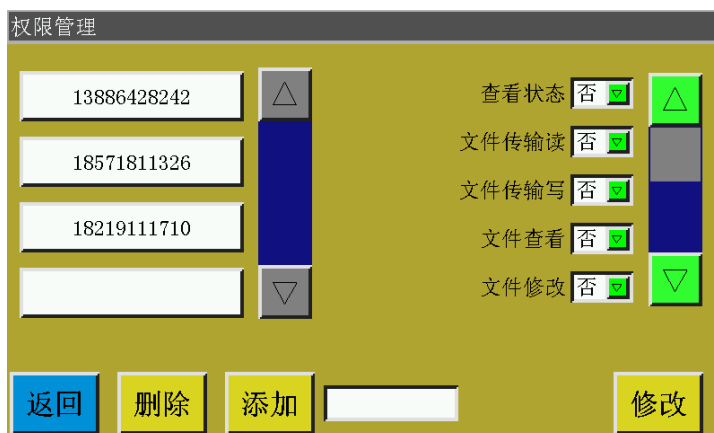 权限管理
13886428242
18571811326
18219111710
查看状态 否
文件传输读 否
文件传输写 否
文件查看 否
文件修改 否
返回 删除 添加 修改